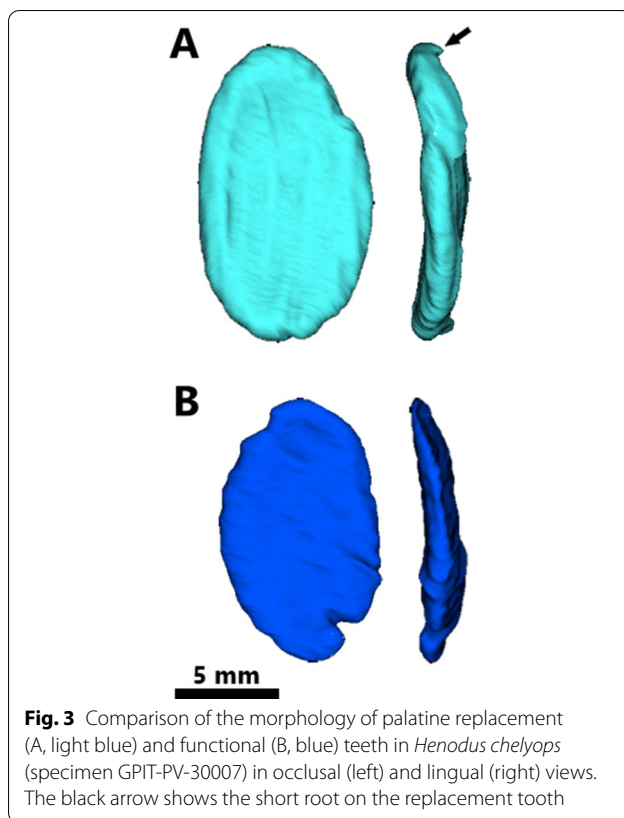 A
B
5 mm
Fig. 3 Comparison of the morphology of palatine replacement
(A, light blue) and functional (B, blue) teeth in Henodus chelyops
(specimen GPIT-PV-30007) in occlusal (left) and lingual (right) views.
The black arrow shows the short root on the replacement tooth